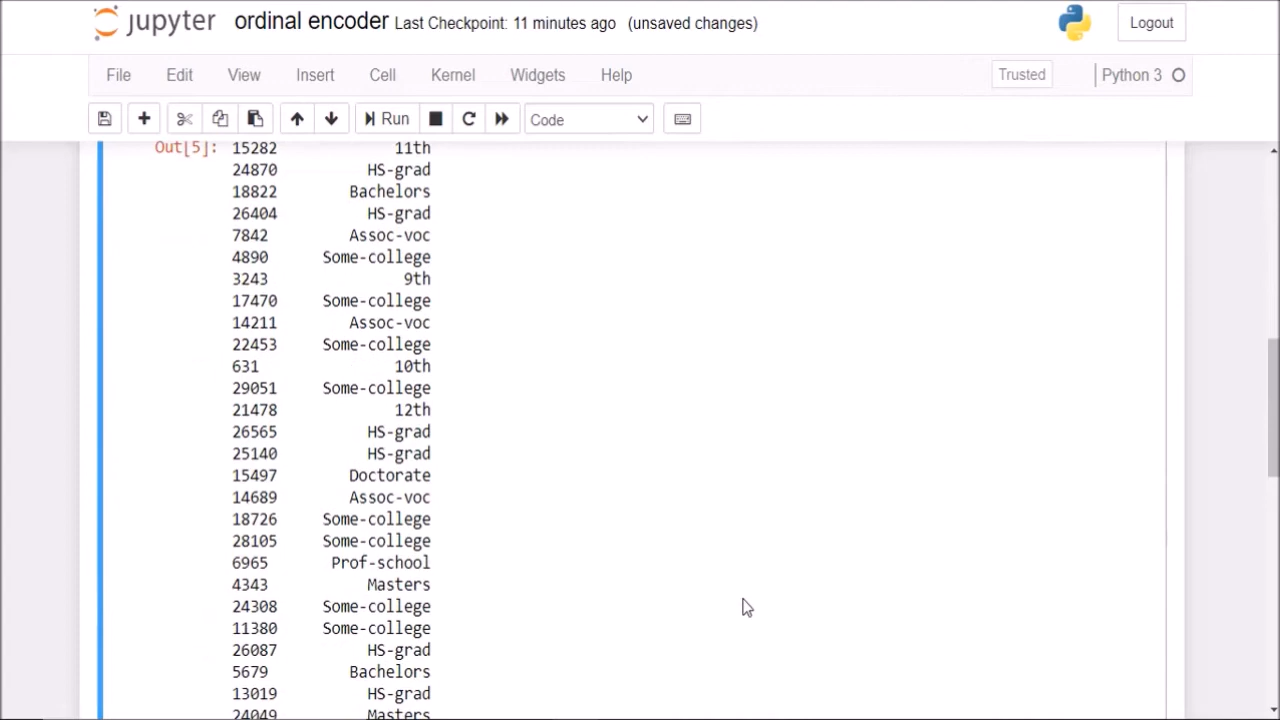 jupyter ordinal encoder Last Checkpoint: 11 minutes ago (unsaved changes) Logout
File Edit View Insert Cell Kernel Widgets Help Trusted Python 3
Run Code
Out[5]: 15282 11th
24870 HS-grad
18822 Bachelors
26404 HS-grad
7842 Assoc-voc
4890 Some-college
3243 9th
17470 Some-college
14211 Assoc-voc
22453 Some-college
631 10th
29051 Some-college
21478 12th
26565 HS-grad
25140 HS-grad
15497 Doctorate
14689 Assoc-voc
18726 Some-college
28105 Some-college
6965 Prof-school
4343 Masters
24308 Some-college
11380 Some-college
26087 HS-grad
5679 Bachelors
13019 HS-grad
24049 Masters